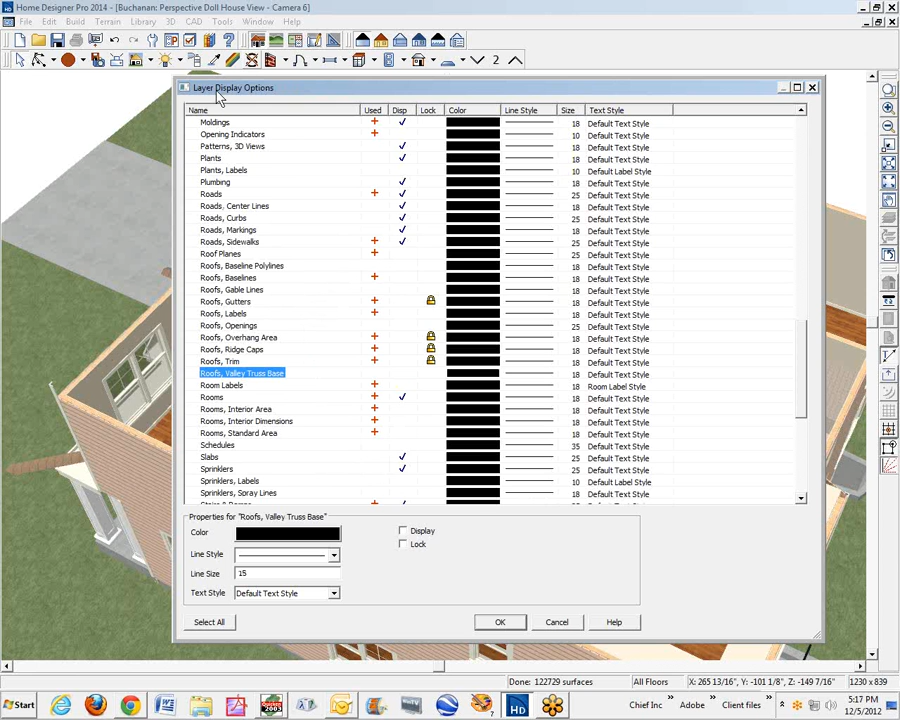 Home Designer Pro 2014 - [Buchanan: Perspective Doll House View - Camera 6]
File Edit Build Terrain Library 3D CAD Tools Window Help
2
Layer Display Options
Name Used Disp Lock Color Line Style Size Text Style
Moldings 18 Default Text Style
Opening Indicators 10 Default Text Style
Patterns, 3D Views 18 Default Text Style
Plants 18 Default Text Style
Plants, Labels 10 Default Label Style
Plumbing 18 Default Text Style
Roads 25 Default Text Style
Roads, Center Lines 18 Default Text Style
Roads, Curbs 18 Default Text Style
Roads, Markings 18 Default Text Style
Roads, Sidewalks 25 Default Text Style
Roof Planes 25 Default Text Style
Roofs, Baseline Polylines 18 Default Text Style
Roofs, Baselines 18 Default Text Style
Roofs, Gable Lines 18 Default Text Style
Roofs, Gutters 18 Default Text Style
Roofs, Labels 18 Default Text Style
Roofs, Openings 25 Default Text Style
Roofs, Overhang Area 18 Default Text Style
Roofs, Ridge Caps 18 Default Text Style
Roofs, Trim 18 Default Text Style
Roofs, Valley Truss Base 18 Default Text Style
Room Labels 18 Room Label Style
Rooms 18 Default Text Style
Rooms, Interior Area 18 Default Text Style
Rooms, Interior Dimensions 18 Default Text Style
Rooms, Standard Area 18 Default Text Style
Schedules 35 Default Text Style
Slabs 25 Default Text Style
Sprinklers 25 Default Text Style
Sprinklers, Labels 10 Default Label Style
Sprinklers, Spray Lines 18 Default Text Style
Properties for "Roofs, Valley Truss Base"
Color Display
Lock
Line Style
Line Size 15
Text Style Default Text Style
Select All OK Cancel Help
Done: 122729 surfaces All Floors X: 265 13/16", Y: -101 1/8", Z: -149 7/16" 1230 x 839
Start Chief Inc » Adobe » Client files » 5:17 PM
12/5/2012